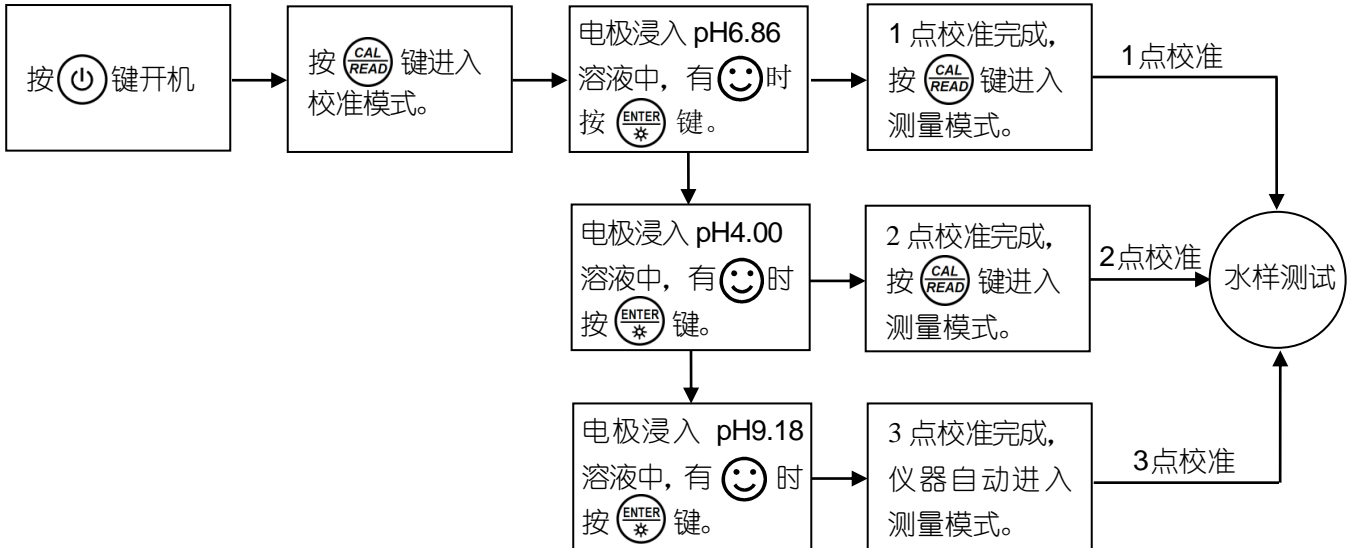 按 键开机
按 CAL READ 键进入
校准模式。
电极浸入 pH6.86
溶液中，有 时
按 ENTER 键。
1 点校准完成，
按 CAL READ 键进入
测量模式。
1点校准
电极浸入 pH4.00
溶液中，有 时
按 ENTER 键。
2 点校准完成，
按 CAL READ 键进入
测量模式。
2点校准
水样测试
电极浸入 pH9.18
溶液中，有 时
按 ENTER 键。
3 点校准完成，
仪器自动进入
测量模式。
3点校准